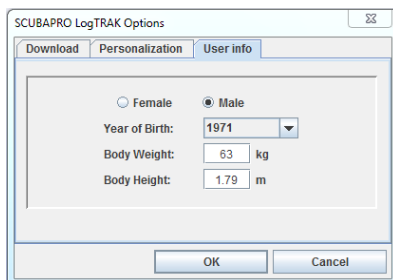 SCUBAPRO LogTRAK Options
Download Personalization User info
Female Male
Year of Birth: 1971
Body Weight: 63 kg
Body Height: 1.79 m
OK Cancel